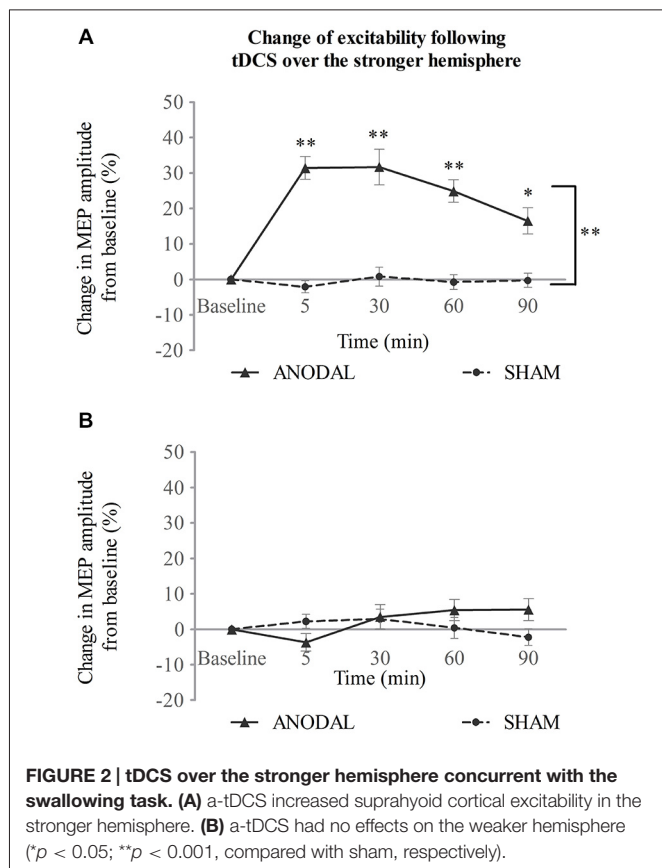 A
Change of excitability following
tDCS over the stronger hemisphere
Change in MEP amplitude
from baseline (%)
50
40
30
20
10
0
-10
-20
** ** ** *
**
Baseline 5 30 60 90
Time (min)
ANODAL SHAM
B
Change in MEP amplitude
from baseline (%)
50
40
30
20
10
0
-10
-20
Baseline 5 30 60 90
Time (min)
ANODAL SHAM
FIGURE 2 | tDCS over the stronger hemisphere concurrent with the
swallowing task. (A) a-tDCS increased suprahyoid cortical excitability in the
stronger hemisphere. (B) a-tDCS had no effects on the weaker hemisphere
(*p < 0.05; **p < 0.001, compared with sham, respectively).